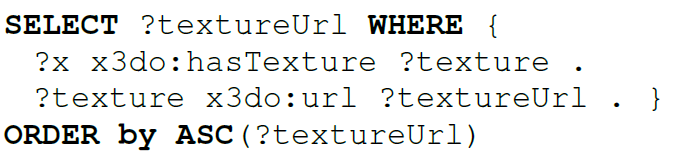 SELECT ?textureUrl WHERE {
?x x3do:hasTexture ?texture .
?texture x3do:url ?textureUrl . }
ORDER by ASC(?textureUrl)